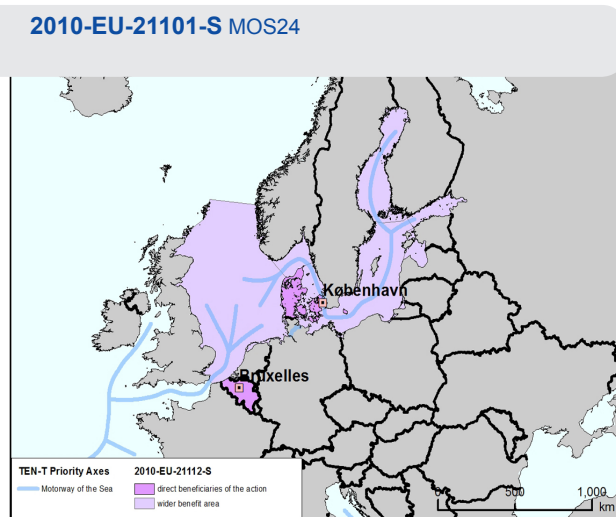 2010-EU-21101-S MOS24
København
Bruxelles
TEN-T Priority Axes
2010-EU-21112-S
Motorway of the Sea
direct beneficiaries of the action
wider benefit area
0 500 1,000
km